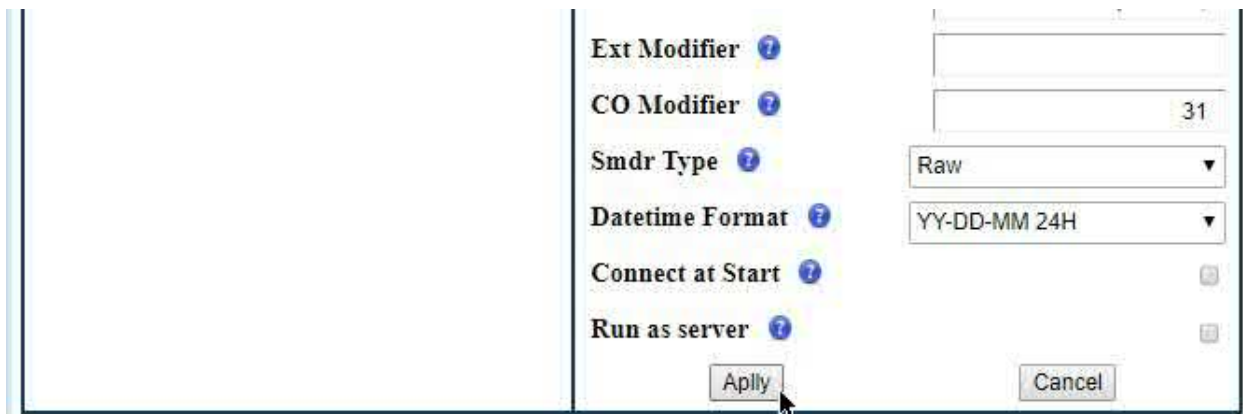 Ext Modifier ?
CO Modifier ? 31
Smdr Type ? Raw
Datetime Format ? YY-DD-MM 24H
Connect at Start ?
Run as server ?
Aplly Cancel